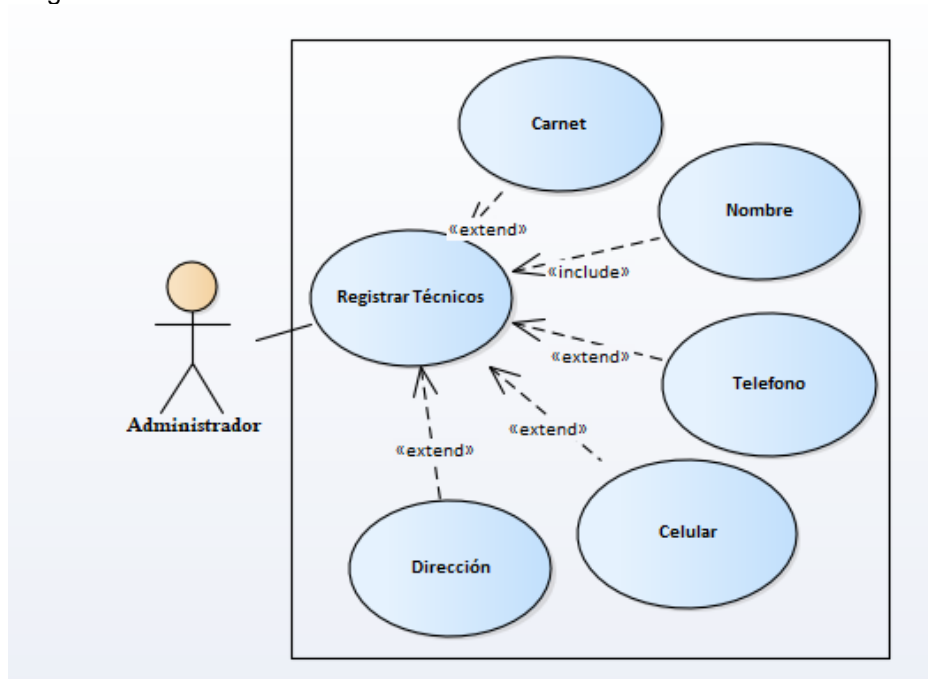 Carnet
Nombre
«extend»
«include»
Registrar Técnicos
«extend»
Telefono
Administrador
«extend»
«extend»
Celular
Dirección